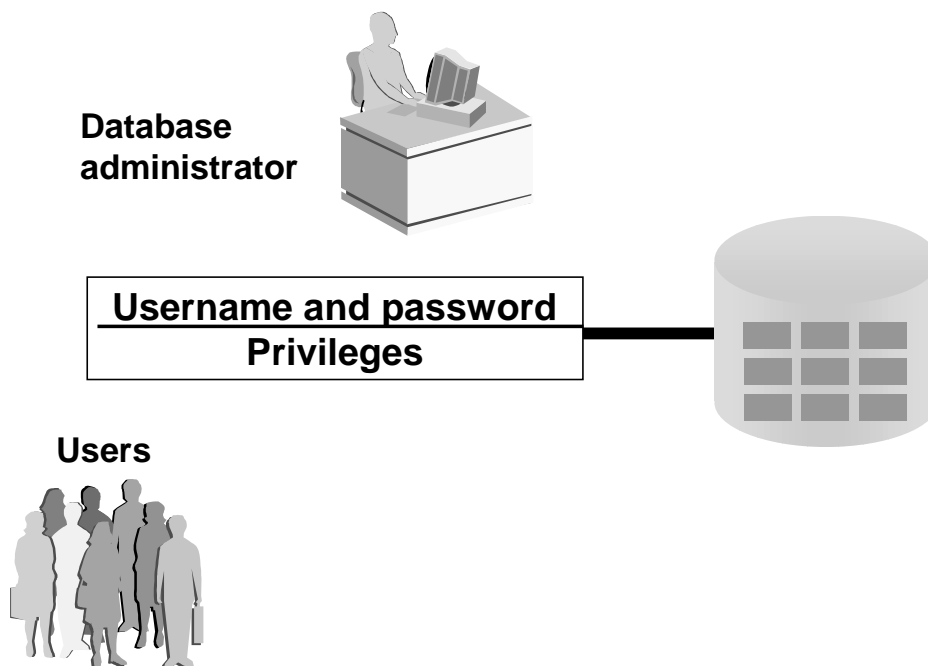 Database
administrator
Username and password
Privileges
Users